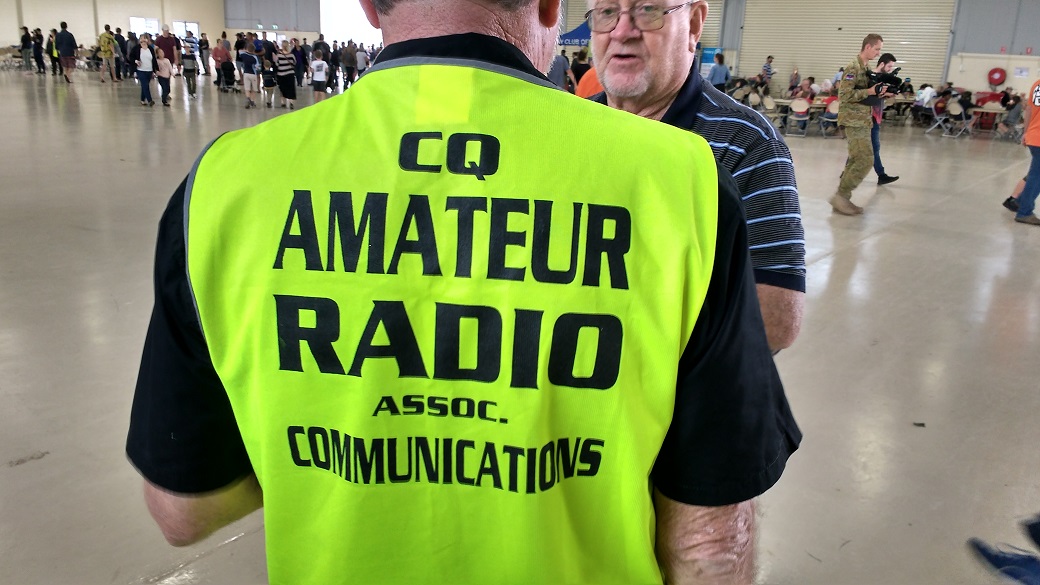 CQ
AMATEUR
RADIO
ASSOC.
COMMUNICATIONS